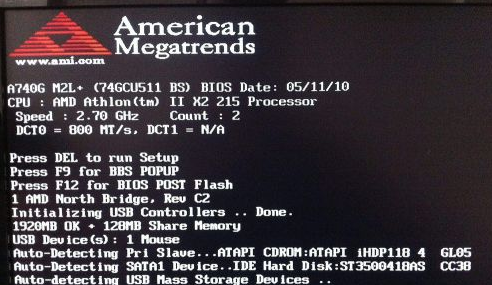 American
Megatrends
www.ami.com
A740G M2L+ (74GCU511 BS) BIOS Date: 05/11/10
CPU : AMD Athlon(tm) II X2 215 Processor
Speed : 2.70 GHz Count : 2
DCT0 = 800 MT/s, DCT1 = N/A
Press DEL to run Setup
Press F9 for BBS POPUP
Press F12 for BIOS POST Flash
1 AMD North Bridge, Rev C2
Initializing USB Controllers .. Done.
1920MB OK + 128MB Share Memory
USB Device(s): 1 Mouse
Auto-Detecting Pri Slave...ATAPI CDROM:ATAPI iHDP118 4 GL05
Auto-Detecting SATA1 Device..IDE Hard Disk:ST3500418AS CC38
Auto-detecting USB Mass Storage Devices ..